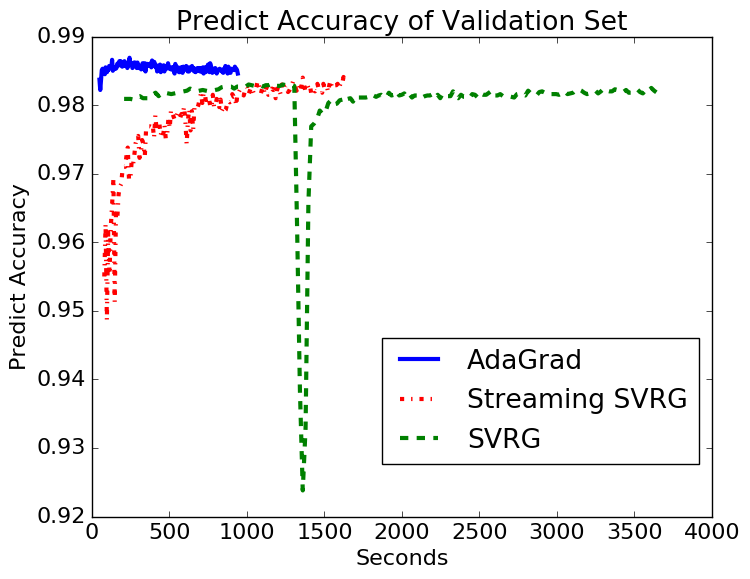 Predict Accuracy of Validation Set
0.99
0.98
0.97
0.96
0.95
0.94
0.93
0.92
Predict Accuracy
AdaGrad
Streaming SVRG
SVRG
0 500 1000 1500 2000 2500 3000 3500 4000
Seconds